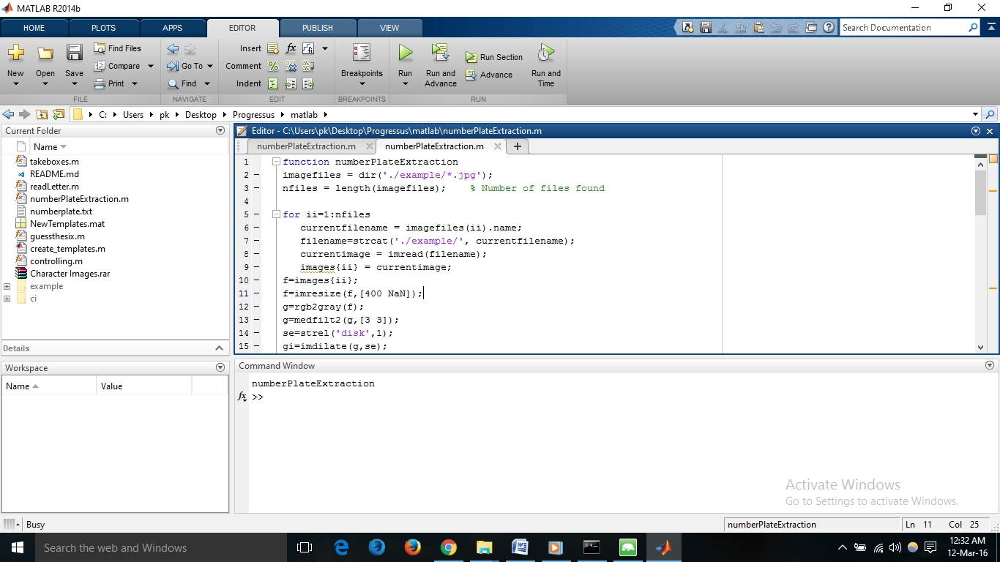 MATLAB R2014b
HOME PLOTS APPS EDITOR PUBLISH VIEW
Search Documentation
New Open Save
Find Files
Compare
Print
Go To
Find
Insert fx
Comment
Indent
Breakpoints
Run
Run and Advance
Run Section
Advance
Run and Time
FILE NAVIGATE EDIT BREAKPOINTS RUN
C: Users pk Desktop Progressus matlab
Current Folder
Name
takeboxes.m
README.md
readLetter.m
numberPlateExtraction.m
numberplate.txt
NewTemplates.mat
guessthesix.m
create_templates.m
controlling.m
Character Images.rar
example
ci
Details
Workspace
Name Value
Editor - C:\Users\pk\Desktop\Progressus\matlab\numberPlateExtraction.m
numberPlateExtraction.m numberPlateExtraction.m
1 function numberPlateExtraction
2 imagefiles = dir('./example/*.jpg');
3 nfiles = length(imagefiles);    % Number of files found
4
5 for ii=1:nfiles
6 currentfilename = imagefiles(ii).name;
7 filename=strcat('./example/', currentfilename);
8 currentimage = imread(filename);
9 images{ii} = currentimage;
10 f=images{ii};
11 f=imresize(f,[400 NaN]);
12 g=rgb2gray(f);
13 g=medfilt2(g,[3 3]);
14 se=strel('disk',1);
15 gi=imdilate(g,se);
Command Window
numberPlateExtraction
fx >>
Activate Windows
Go to Settings to activate Windows.
Busy
numberPlateExtraction Ln 11 Col 25
Search the web and Windows
12:32 AM
12-Mar-16